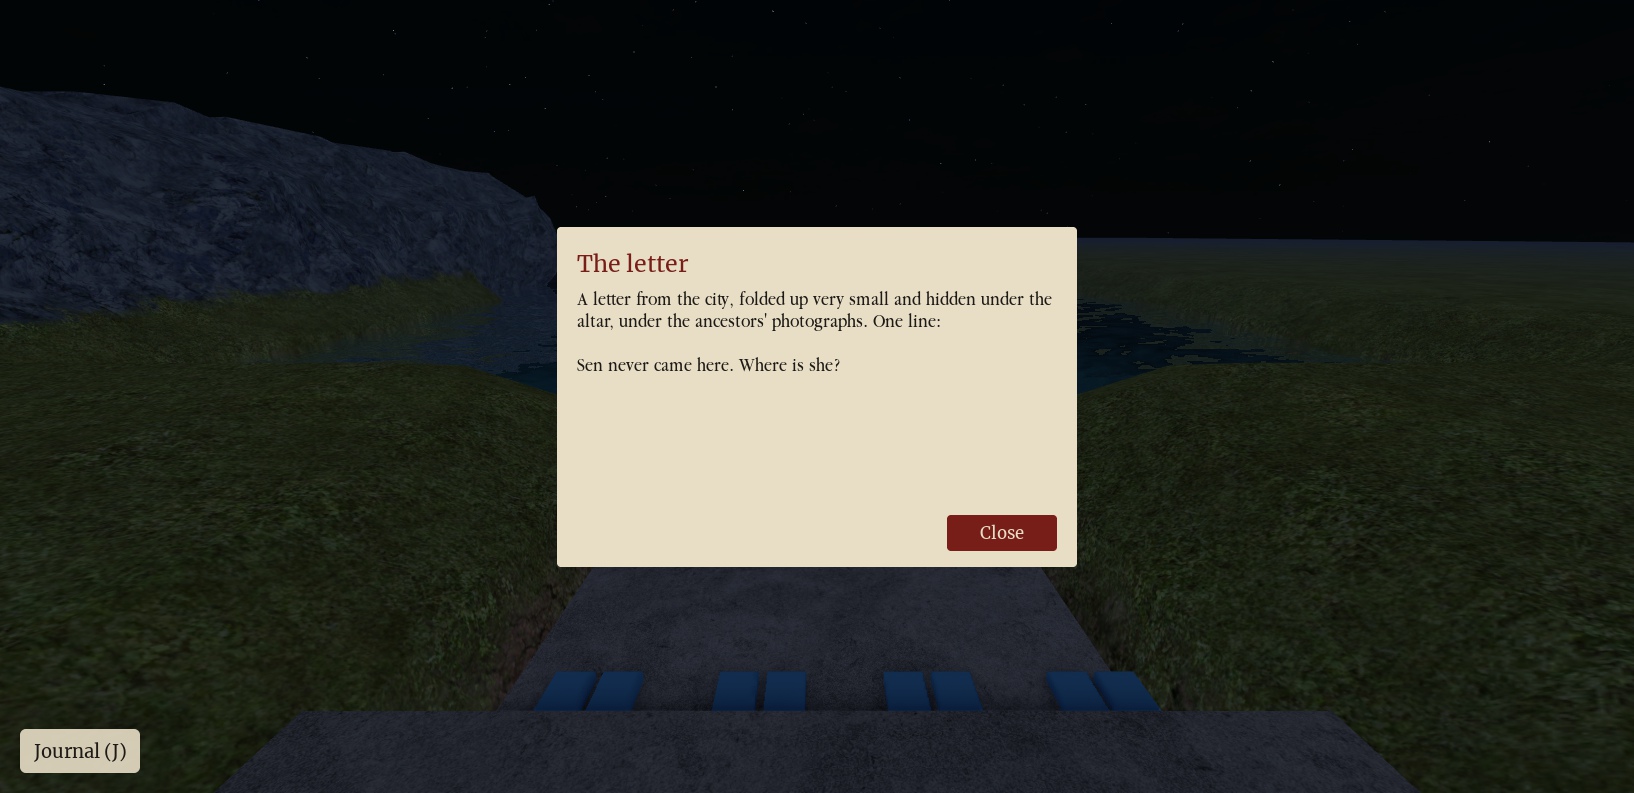 The letter
A letter from the city, folded up very small and hidden under the
altar, under the ancestors' photographs. One line:
Sen never came here. Where is she?
Close
Journal (J)